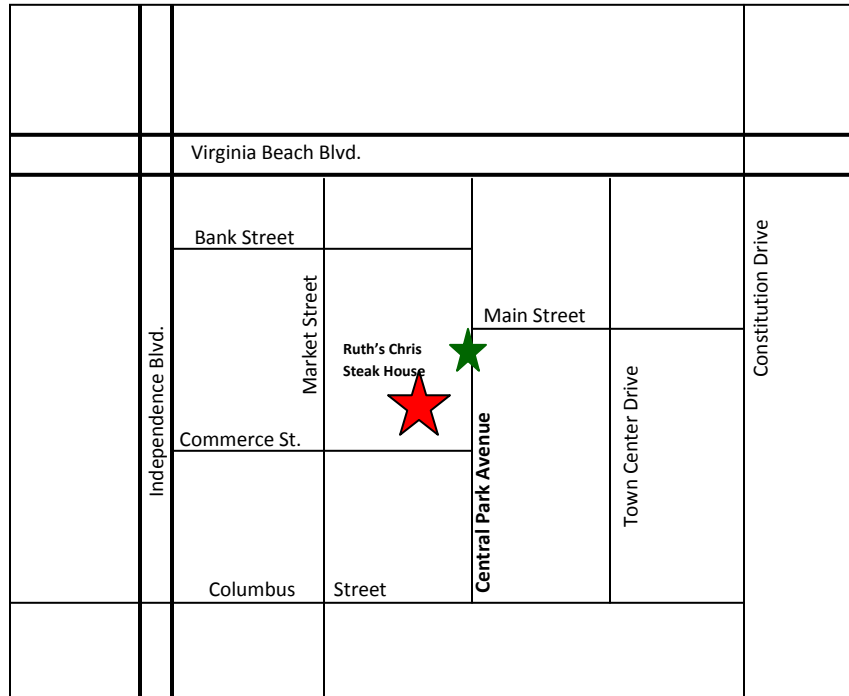 Virginia Beach Blvd.
Bank Street
Constitution Drive
Market Street
Main Street
Independence Blvd.
Ruth's Chris
Steak House
Town Center Drive
Central Park Avenue
Commerce St.
Columbus Street